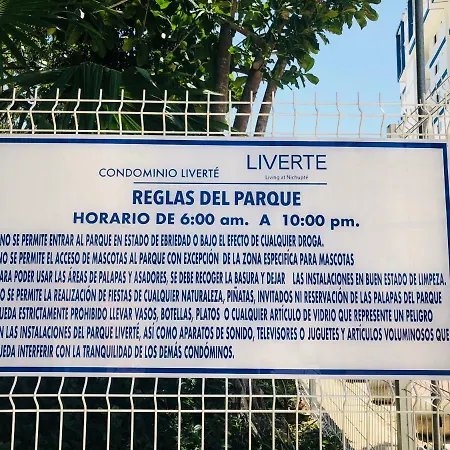 CONDOMINIO LIVERTÉ
LIVERTE
Living at Nichupté
REGLAS DEL PARQUE
HORARIO DE 6:00 am. A 10:00 pm.
NO SE PERMITE ENTRAR AL PARQUE EN ESTADO DE EBRIEDAD O BAJO EL EFECTO DE CUALQUIER DROGA.
NO SE PERMITE EL ACCESO DE MASCOTAS AL PARQUE CON EXCEPCIÓN DE LA ZONA ESPECÍFICA PARA MASCOTAS
PARA PODER USAR LAS ÁREAS DE PALAPAS Y ASADORES, SE DEBE RECOGER LA BASURA Y DEJAR LAS INSTALACIONES EN BUEN ESTADO DE LIMPEZA.
NO SE PERMITE LA REALIZACIÓN DE FIESTAS DE CUALQUIER NATURALEZA, PIÑATAS, INVITADOS NI RESERVACIÓN DE LAS PALAPAS DEL PARQUE
QUEDA ESTRICTAMENTE PROHIBIDO LLEVAR VASOS, BOTELLAS, PLATOS O CUALQUIER ARTÍCULO DE VIDRIO QUE REPRESENTE UN PELIGRO
EN LAS INSTALACIONES DEL PARQUE LIVERTÉ, ASÍ COMO APARATOS DE SONIDO, TELEVISORES O JUGUETES Y ARTÍCULOS VOLUMINOSOS QUE
PUEDA INTERFERIR CON LA TRANQUILIDAD DE LOS DEMÁS CONDÓMINOS.